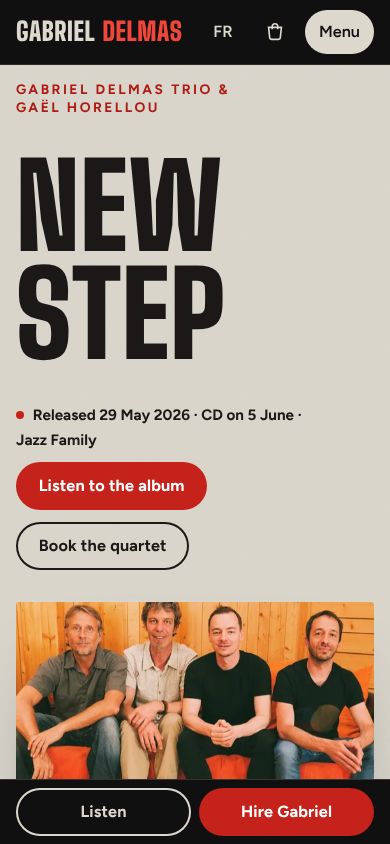 GABRIEL DELMAS
FR
Menu
GABRIEL DELMAS TRIO &
GAËL HORELLOU
NEW
STEP
Released 29 May 2026 · CD on 5 June ·
Jazz Family
Listen to the album
Book the quartet
Listen
Hire Gabriel